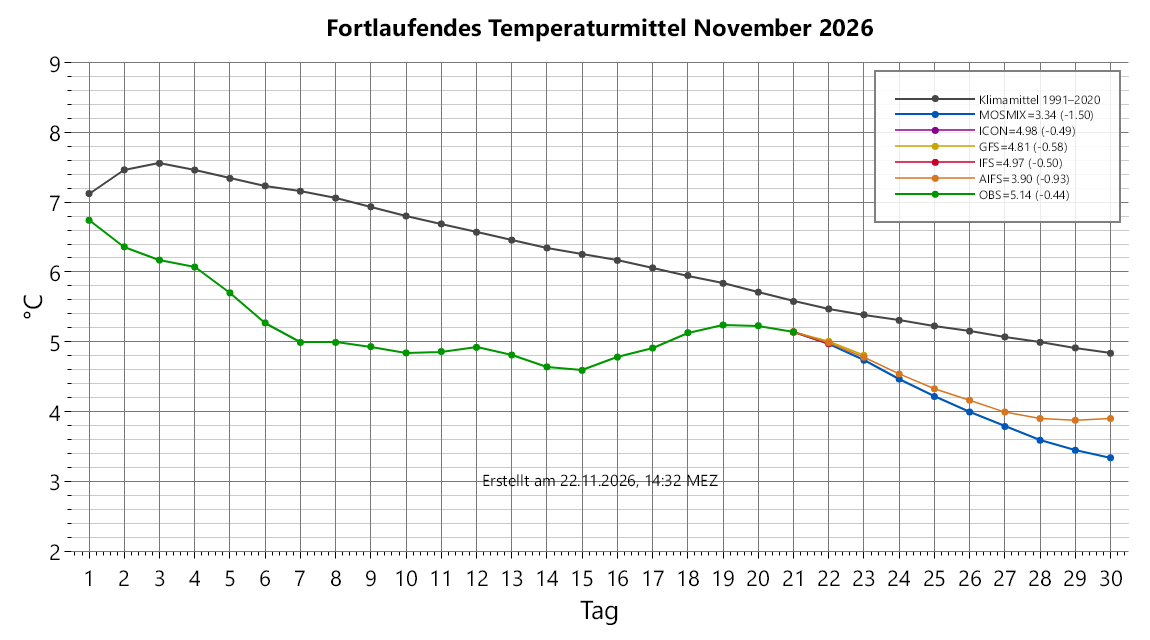 Fortlaufendes Temperaturmittel November 2026
9
8
7
6
5
4
3
2
°C
Klimamittel 1991–2020
MOSMIX=3.34 (-1.50)
ICON=4.98 (-0.49)
GFS=4.81 (-0.58)
IFS=4.97 (-0.50)
AIFS=3.90 (-0.93)
OBS=5.14 (-0.44)
Erstellt am 22.11.2026, 14:32 MEZ
1 2 3 4 5 6 7 8 9 10 11 12 13 14 15 16 17 18 19 20 21 22 23 24 25 26 27 28 29 30
Tag